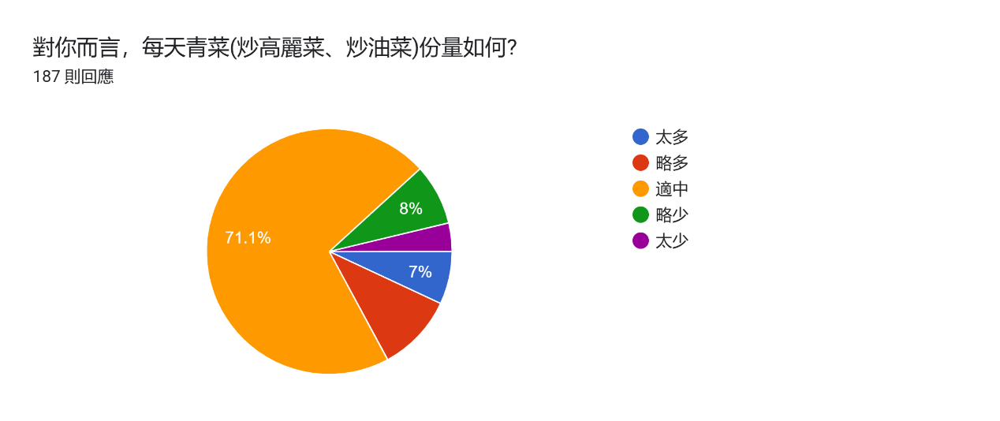 對你而言，每天青菜(炒高麗菜、炒油菜)份量如何?
187 則回應
太多
略多
適中
略少
太少
8%
71.1%
7%